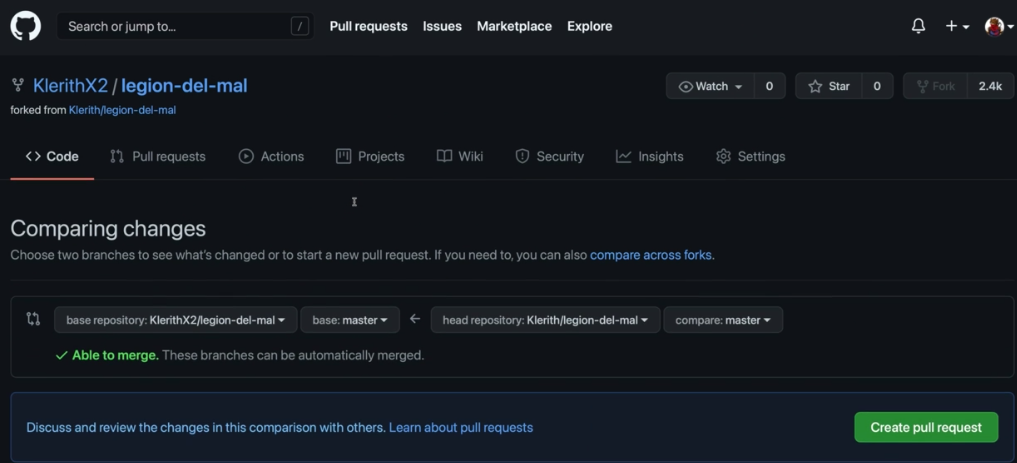 Search or jump to... /
Pull requests Issues Marketplace Explore
KlerithX2 / legion-del-mal
Watch 0 Star 0 Fork 2.4k
forked from Klerith/legion-del-mal
Code Pull requests Actions Projects Wiki Security Insights Settings
Comparing changes
Choose two branches to see what's changed or to start a new pull request. If you need to, you can also compare across forks.
base repository: KlerithX2/legion-del-mal base: master ← head repository: Klerith/legion-del-mal compare: master
✓ Able to merge. These branches can be automatically merged.
Discuss and review the changes in this comparison with others. Learn about pull requests
Create pull request